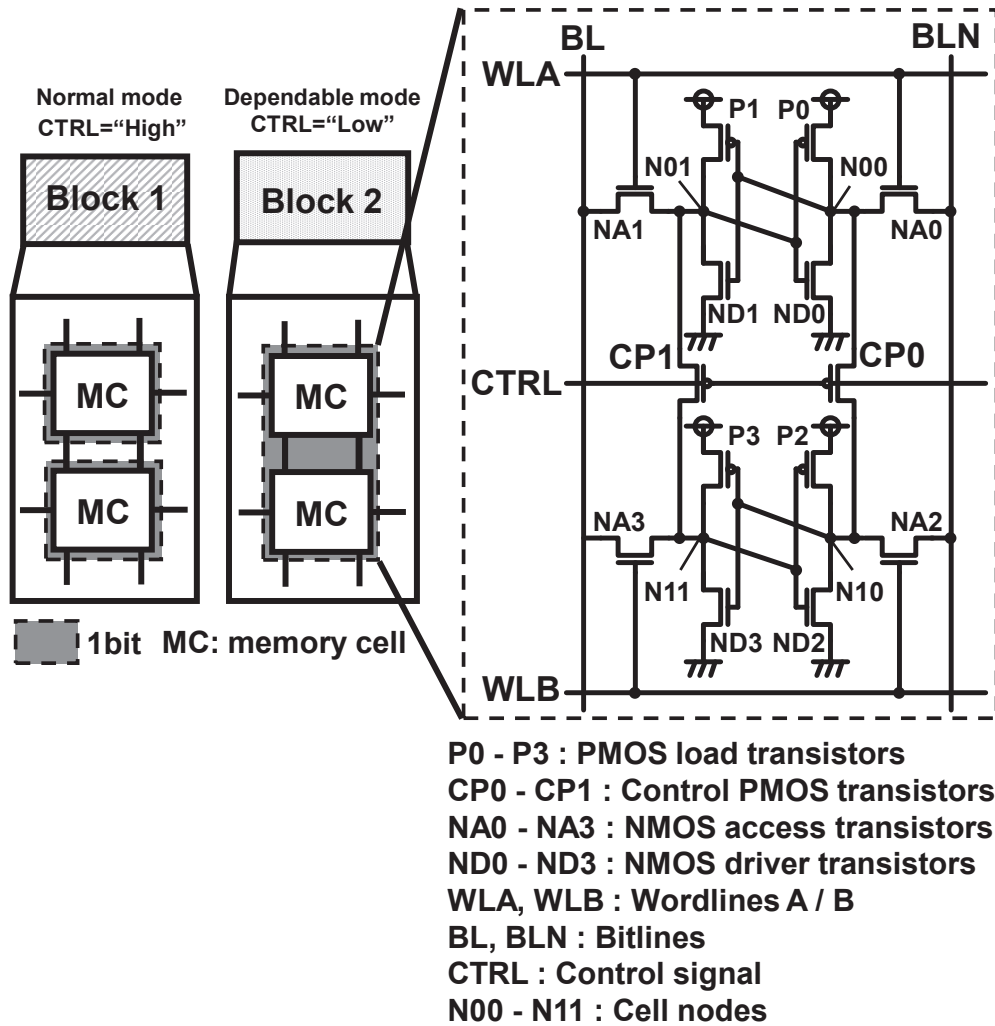 Normal mode
CTRL="High"
Dependable mode
CTRL="Low"
Block 1
Block 2
MC
MC
MC
MC
1bit MC: memory cell
BL BLN
WLA
P1 P0
N01 N00
NA1 NA0
ND1 ND0
CP1 CP0
CTRL
P3 P2
NA3 NA2
N11 N10
ND3 ND2
WLB
P0 - P3 : PMOS load transistors
CP0 - CP1 : Control PMOS transistors
NA0 - NA3 : NMOS access transistors
ND0 - ND3 : NMOS driver transistors
WLA, WLB : Wordlines A / B
BL, BLN : Bitlines
CTRL : Control signal
N00 - N11 : Cell nodes